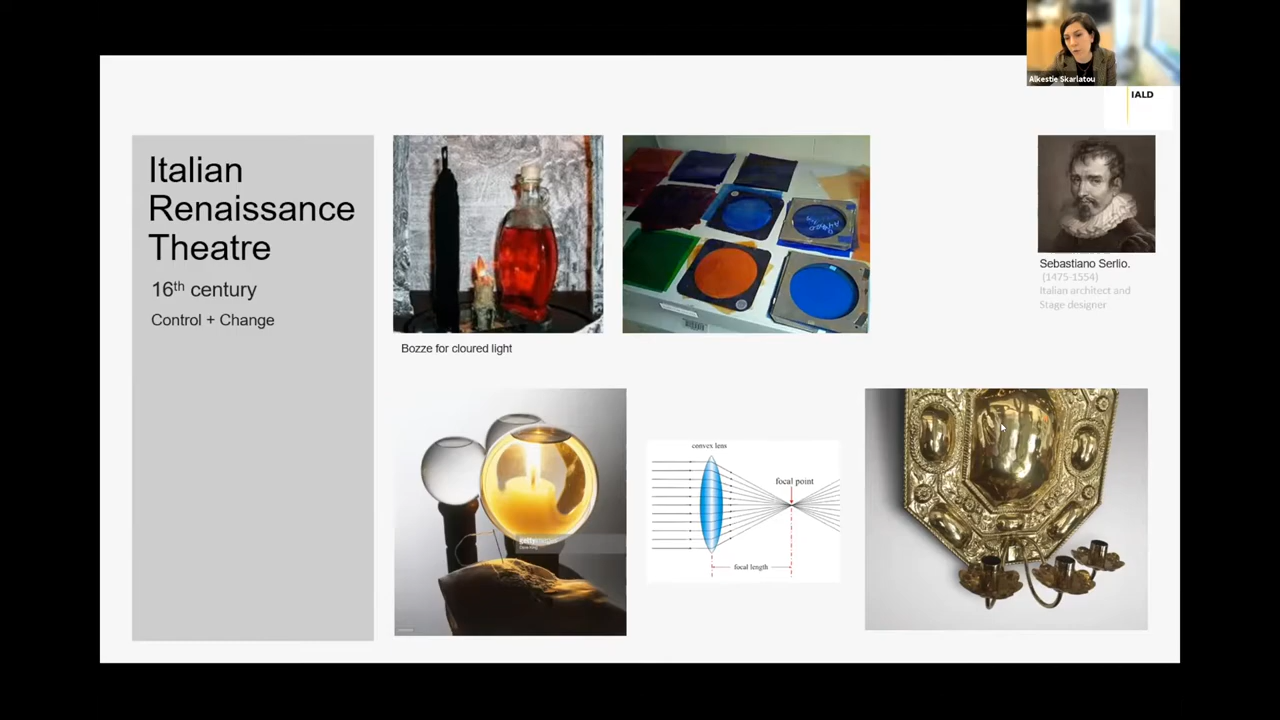 Alkestie Skarlatou
IALD
Italian
Renaissance
Theatre
16th century
Control + Change
Bozze for cloured light
Sebastiano Serlio.
(1475-1554)
Italian architect and
Stage designer
gettyimages
convex lens
focal point
focal length